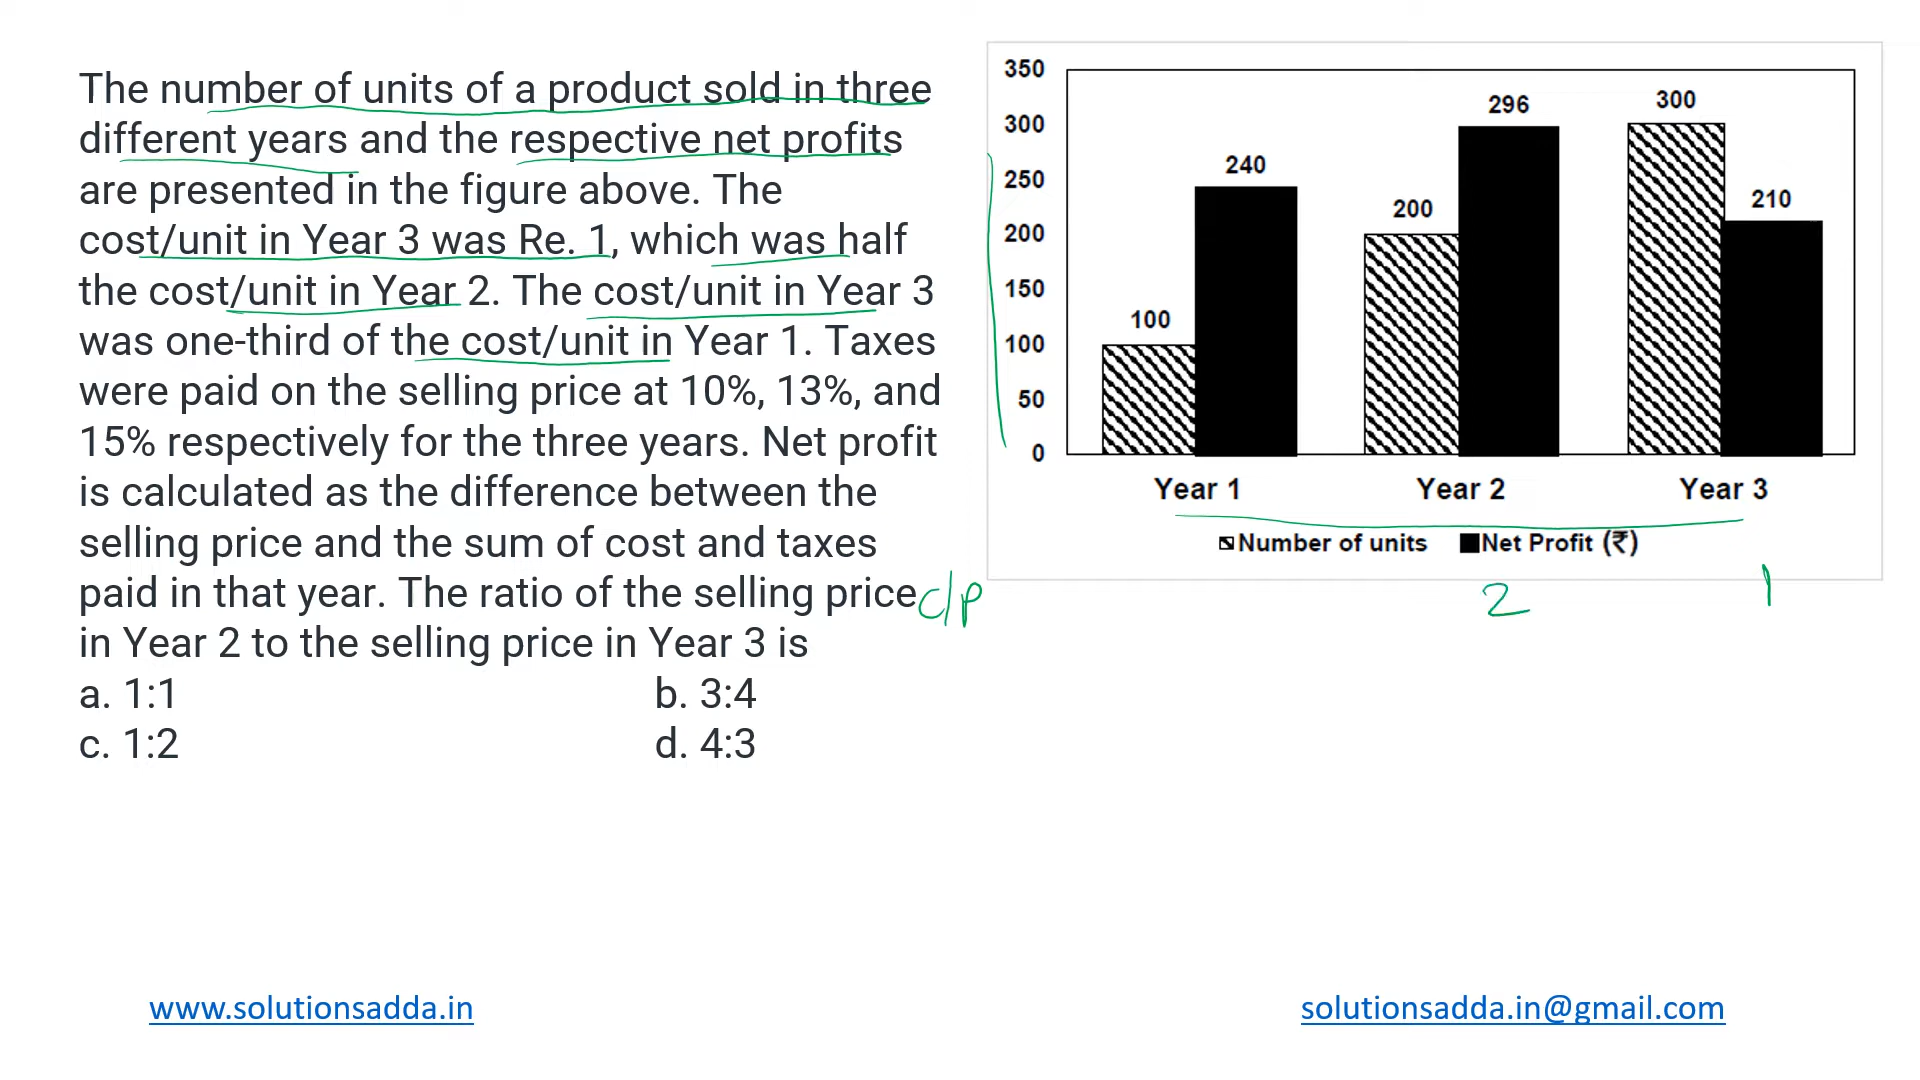 The number of units of a product sold in three
different years and the respective net profits
are presented in the figure above. The
cost/unit in Year 3 was Re. 1, which was half
the cost/unit in Year 2. The cost/unit in Year 3
was one-third of the cost/unit in Year 1. Taxes
were paid on the selling price at 10%, 13%, and
15% respectively for the three years. Net profit
is calculated as the difference between the
selling price and the sum of cost and taxes
paid in that year. The ratio of the selling price
in Year 2 to the selling price in Year 3 is
a. 1:1 b. 3:4
c. 1:2 d. 4:3
350
300
250
200
150
100
50
0
100
240
200
296
300
210
Year 1 Year 2 Year 3
Number of units Net Profit (₹)
c/p 2 1
www.solutionsadda.in solutionsadda.in@gmail.com